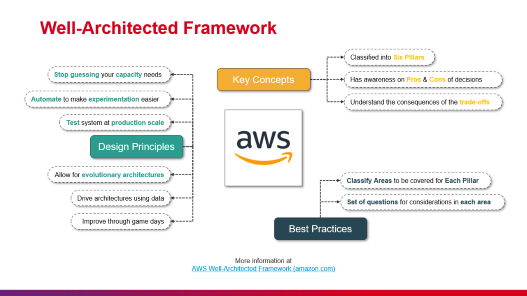 Well-Architected Framework
Stop guessing your capacity needs
Automate to make experimentation easier
Test system at production scale
Design Principles
Allow for evolutionary architectures
Drive architectures using data
Improve through game days
Key Concepts
Classified into Six Pillars
Has awareness on Pros & Cons of decisions
Understand the consequences of the trade-offs
aws
Classify Areas to be covered for Each Pillar
Set of questions for considerations in each area
Best Practices
More information at
AWS Well-Architected Framework (amazon.com)